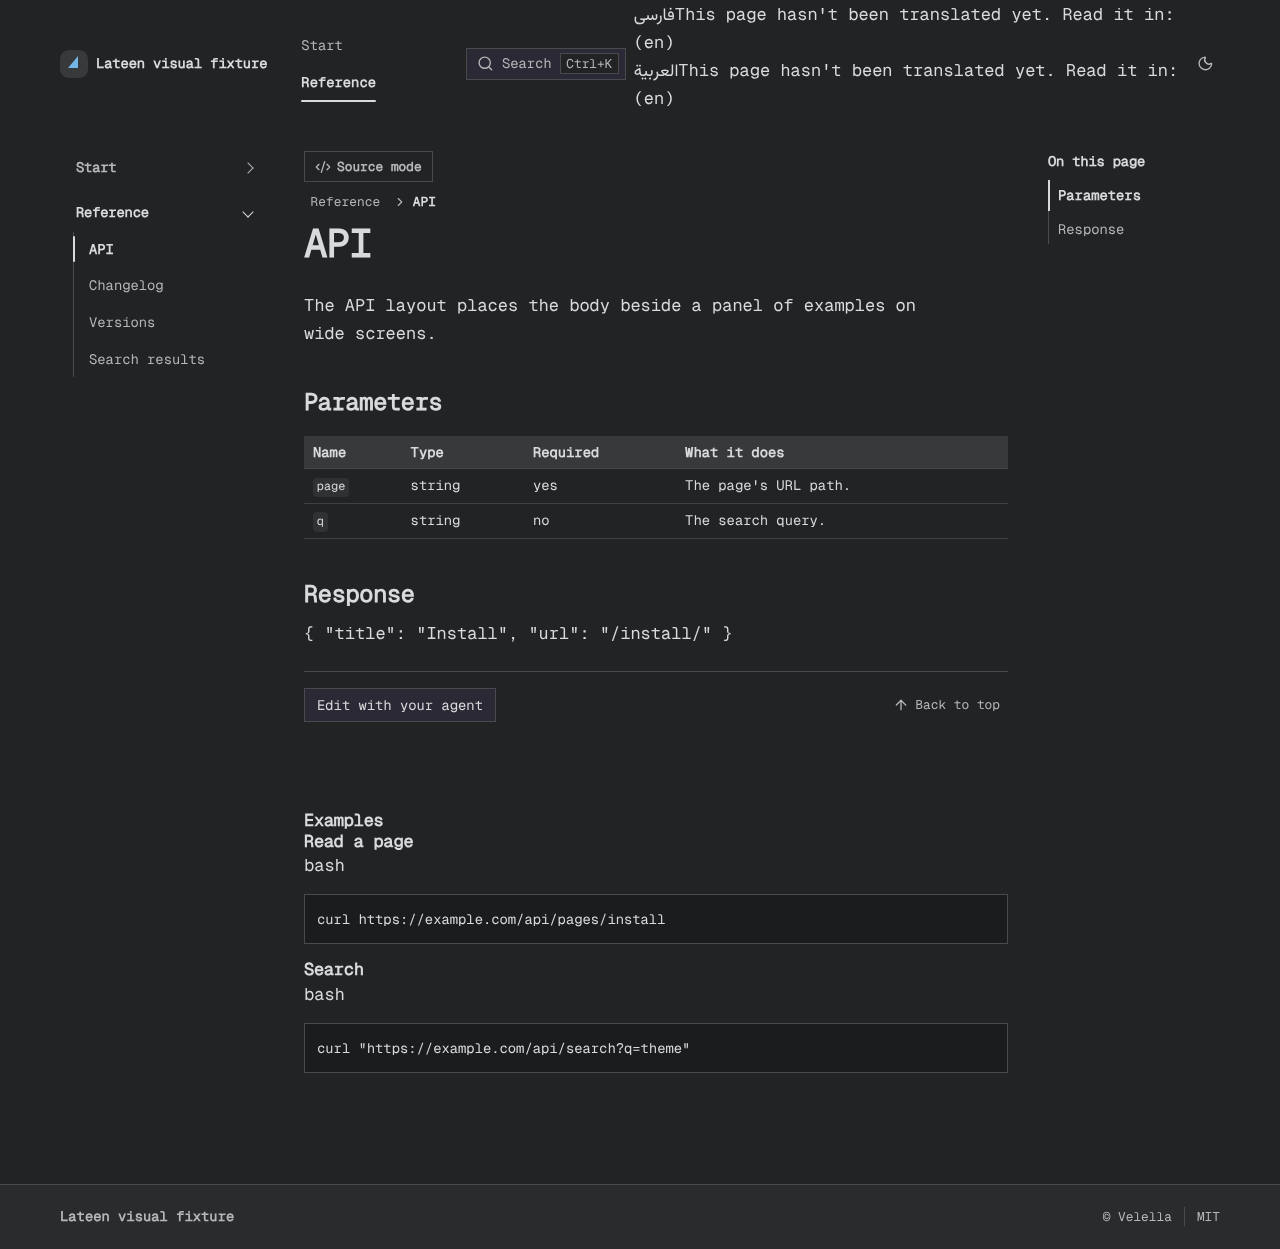 Lateen visual fixture
Start
Reference
Search Ctrl+K
فارسیThis page hasn't been translated yet. Read it in:
(en)
العربيةThis page hasn't been translated yet. Read it in:
(en)
Start
Reference
API
Changelog
Versions
Search results
Source mode
Reference > API
API
The API layout places the body beside a panel of examples on
wide screens.
Parameters
Name Type Required What it does
page string yes The page's URL path.
q string no The search query.
Response
{ "title": "Install", "url": "/install/" }
Edit with your agent
Back to top
Examples
Read a page
bash
curl https://example.com/api/pages/install
Search
bash
curl "https://example.com/api/search?q=theme"
On this page
Parameters
Response
Lateen visual fixture
© Velella
MIT